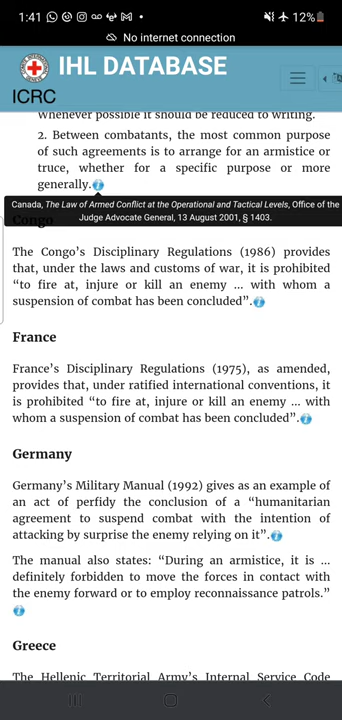 1:41
12%
No internet connection
IHL DATABASE
ICRC
whenever possible it should be reduced to writing.
2. Between combatants, the most common purpose
of such agreements is to arrange for an armistice or
truce, whether for a specific purpose or more
generally.
Canada, The Law of Armed Conflict at the Operational and Tactical Levels, Office of the
Judge Advocate General, 13 August 2001, § 1403.
Congo
The Congo's Disciplinary Regulations (1986) provides
that, under the laws and customs of war, it is prohibited
“to fire at, injure or kill an enemy ... with whom a
suspension of combat has been concluded”.
France
France's Disciplinary Regulations (1975), as amended,
provides that, under ratified international conventions, it
is prohibited “to fire at, injure or kill an enemy ... with
whom a suspension of combat has been concluded”.
Germany
Germany's Military Manual (1992) gives as an example of
an act of perfidy the conclusion of a “humanitarian
agreement to suspend combat with the intention of
attacking by surprise the enemy relying on it”.
The manual also states: “During an armistice, it is ...
definitely forbidden to move the forces in contact with
the enemy forward or to employ reconnaissance patrols.”
Greece
The Hellenic Territorial Army's Internal Service Code